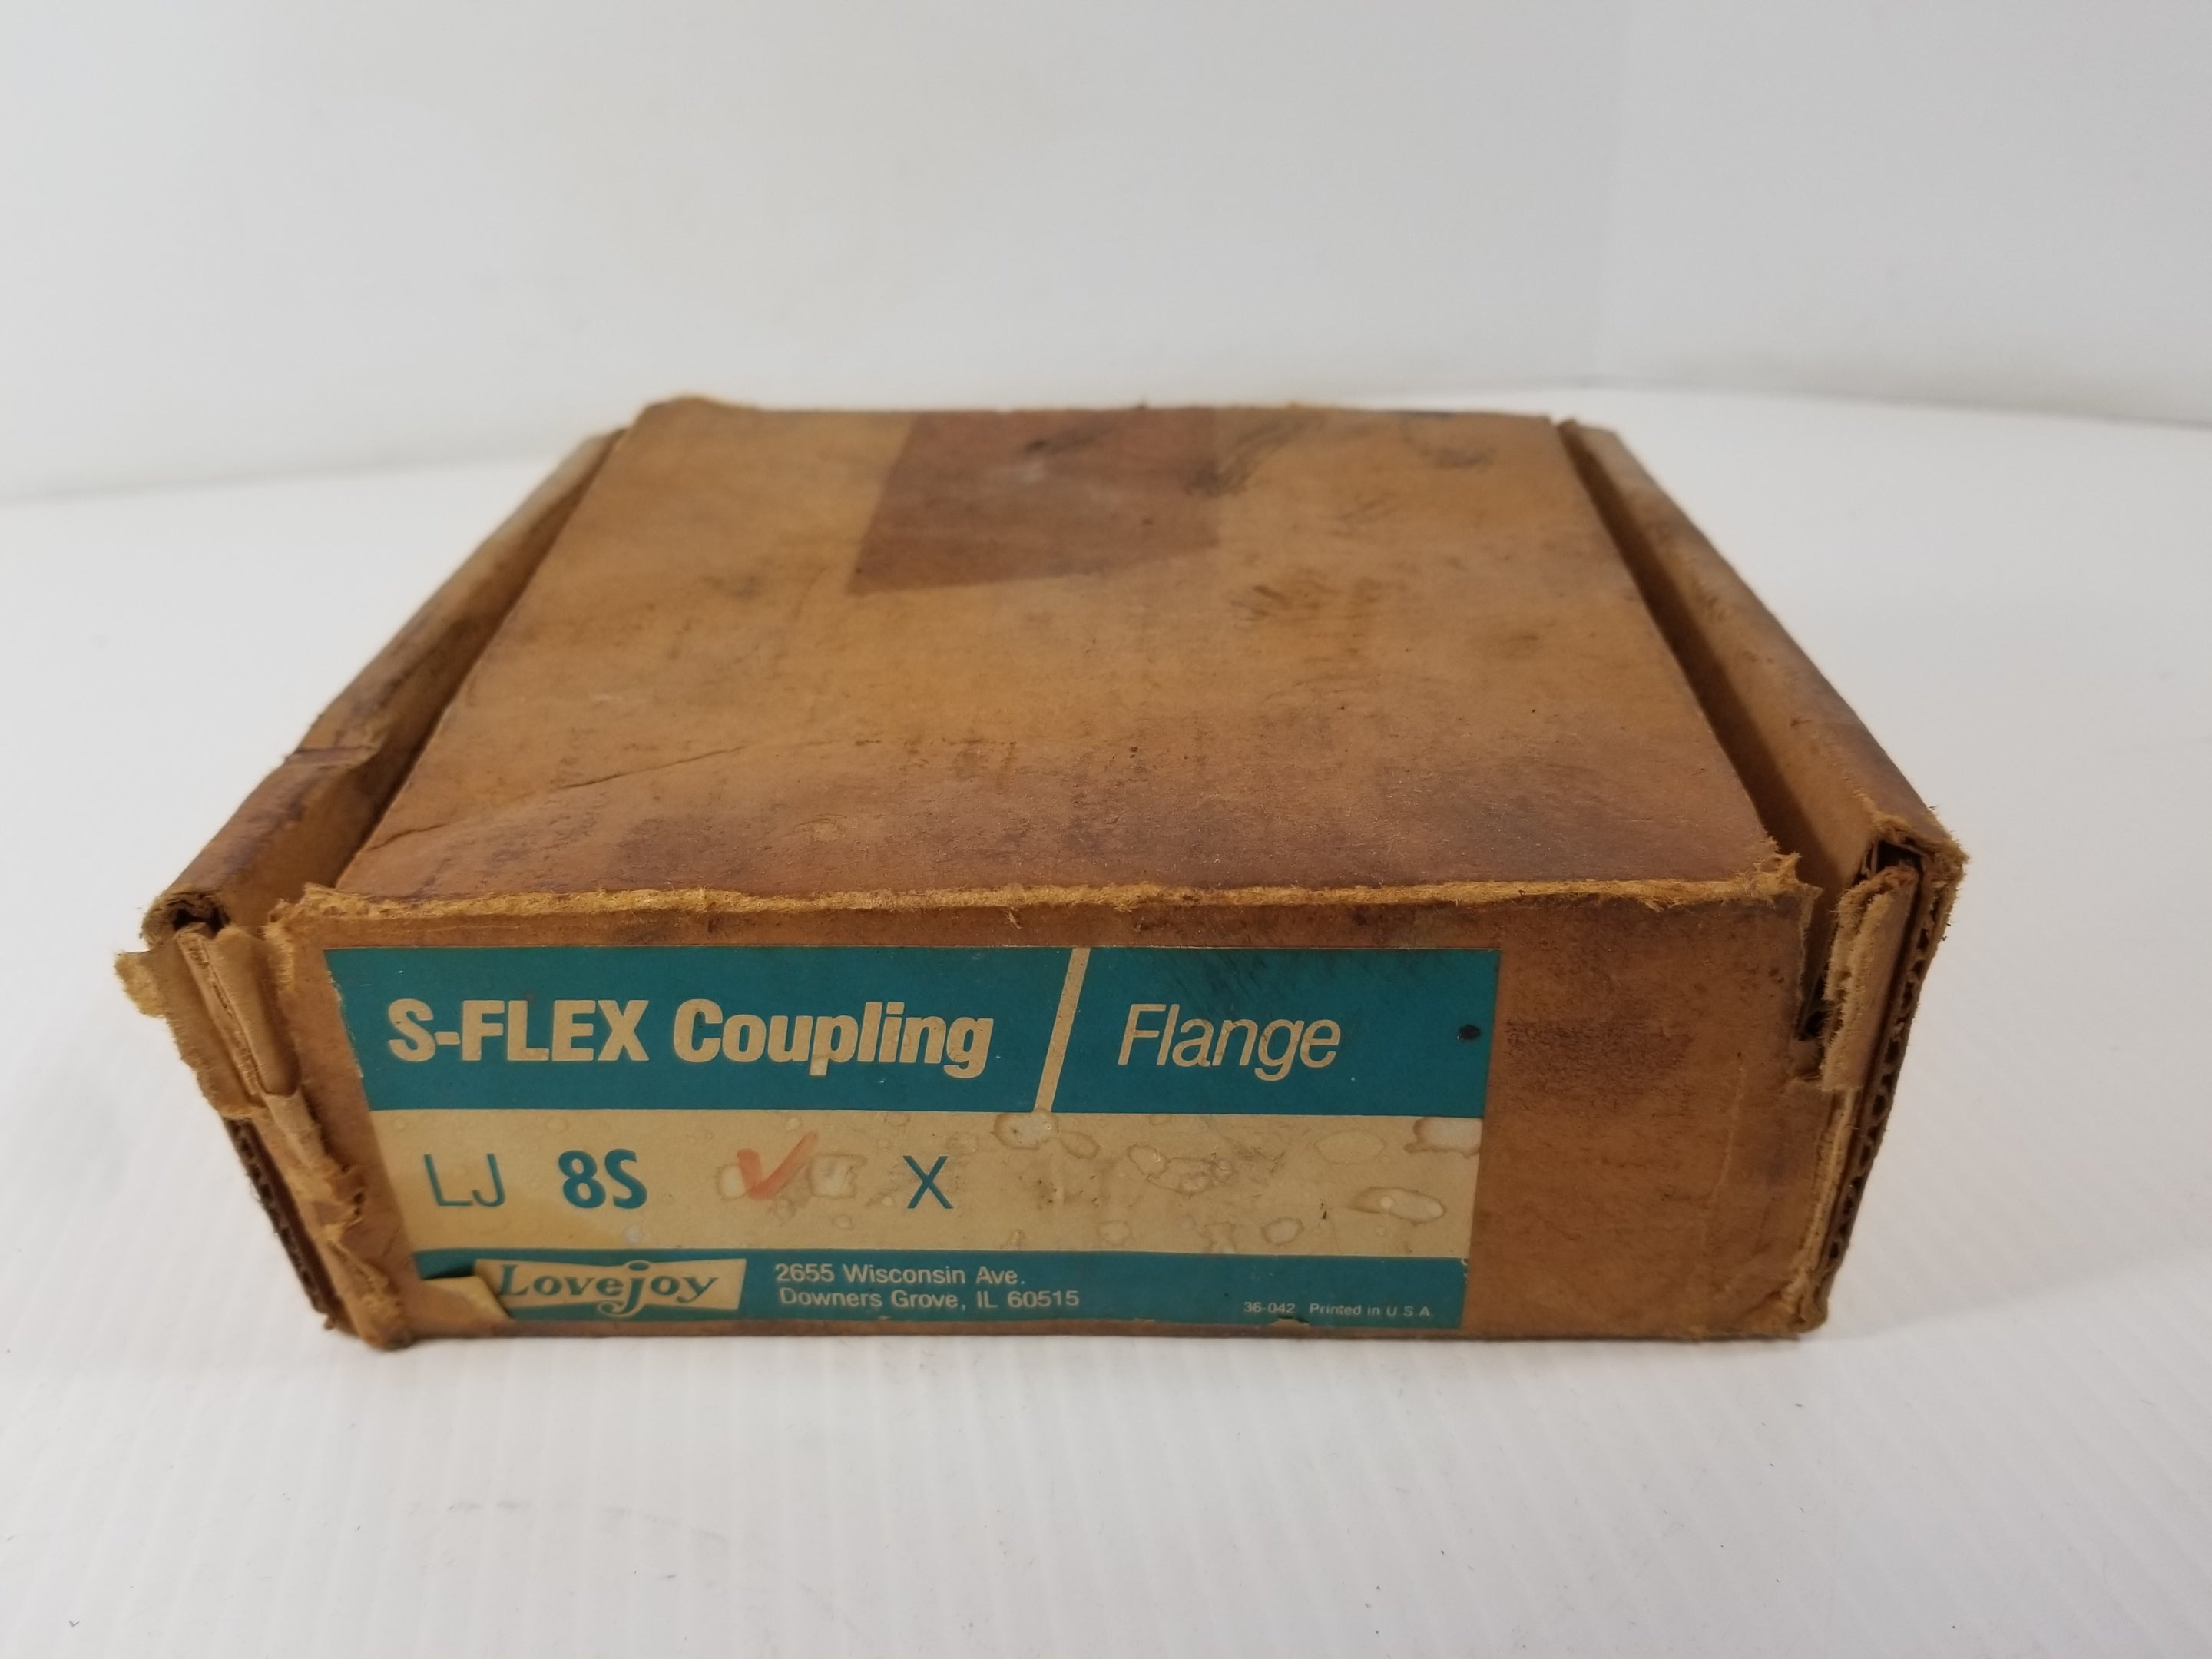 S-FLEX Coupling Flange
LJ 8S X
Lovejoy
2655 Wisconsin Ave.
Downers Grove, IL 60515
36-042 Printed in U S A